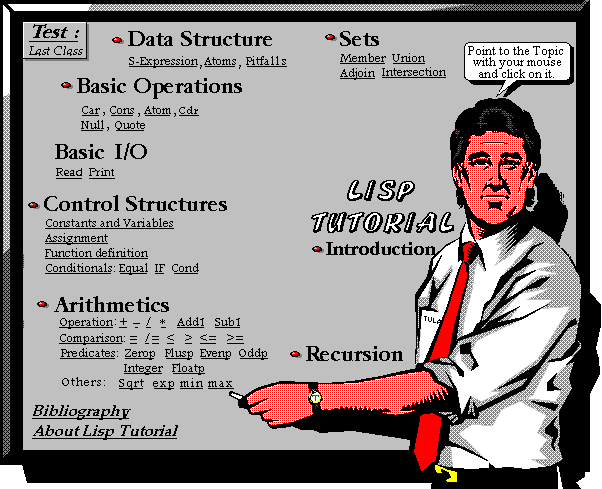 Test :
Last Class
Data Structure
S-Expression, Atoms, Pitfalls
Sets
Member Union
Adjoin Intersection
Point to the Topic
with your mouse
and click on it.
Basic Operations
Car, Cons, Atom, Cdr
Null, Quote
Basic I/O
Read Print
LISP
TUTORIAL
Introduction
Control Structures
Constants and Variables
Assignment
Function definition
Conditionals: Equal IF Cond
Arithmetics
Operation: + - / * Add1 Sub1
Comparison: = /= < > <= >=
Predicates: Zerop Plusp Evenp Oddp
Integer Floatp
Others: Sqrt exp min max
Recursion
Bibliography
About Lisp Tutorial